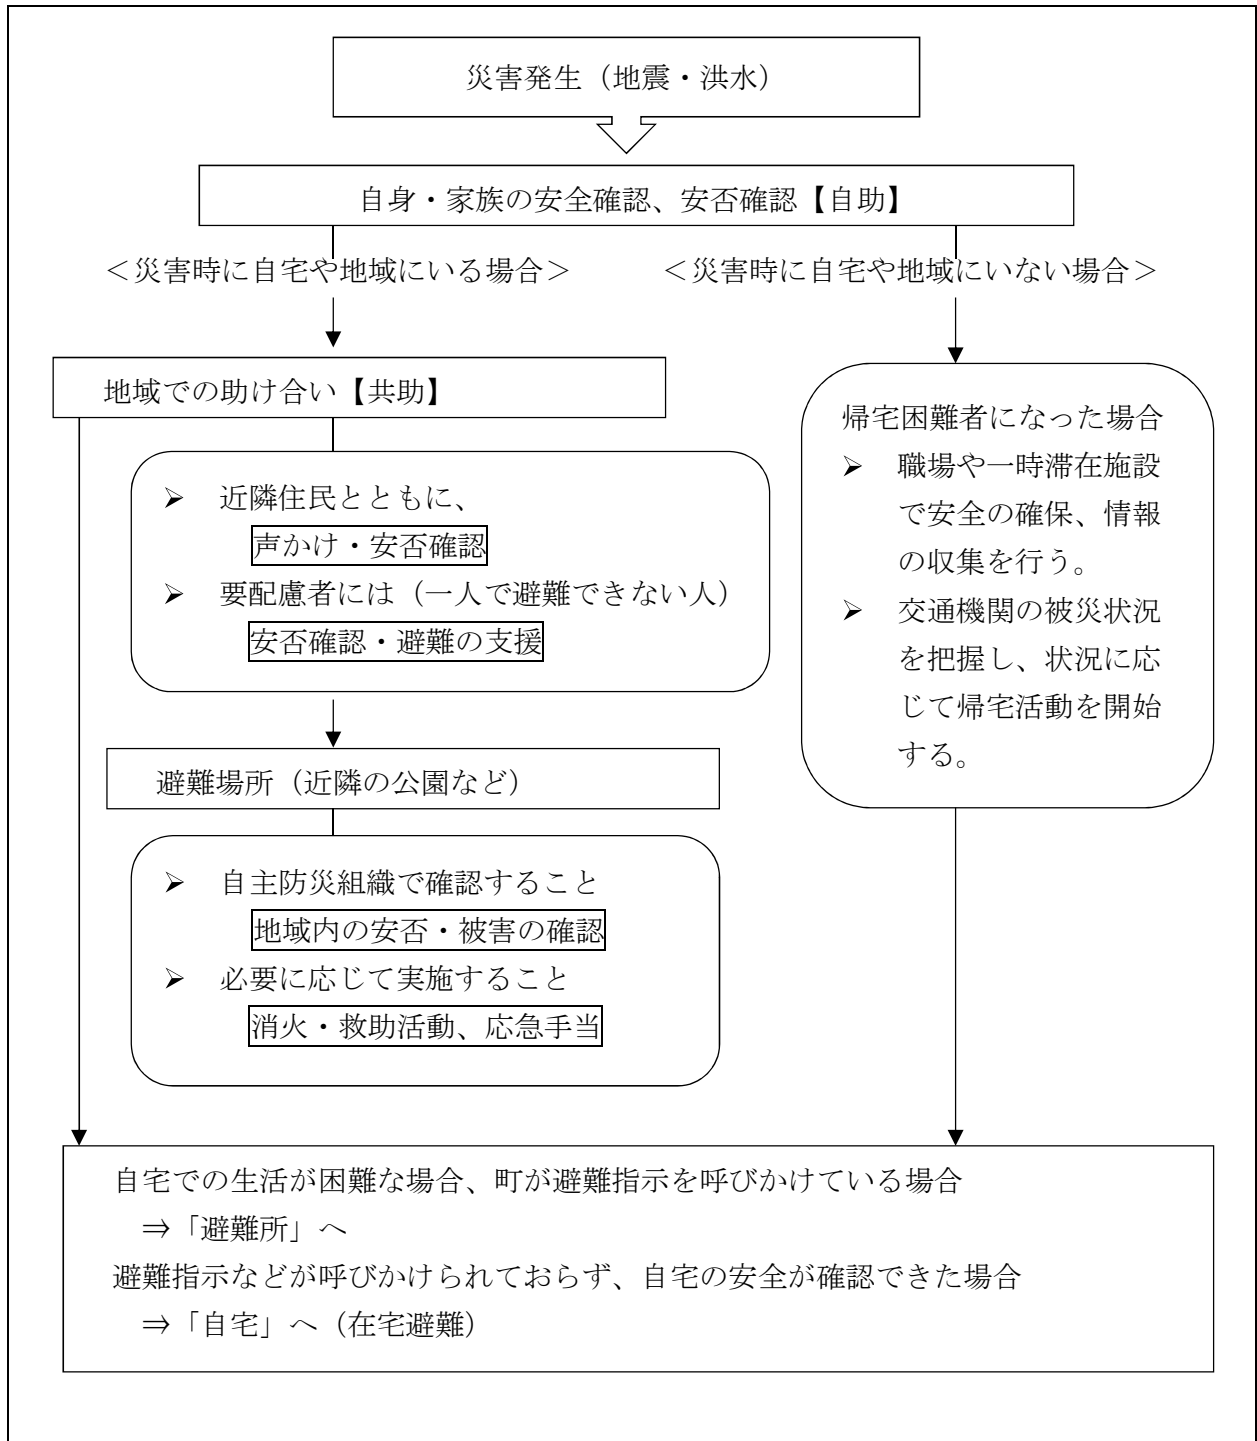 災害発生（地震・洪水）
自身・家族の安全確認、安否確認【自助】
＜災害時に自宅や地域にいる場合＞
＜災害時に自宅や地域にいない場合＞
地域での助け合い【共助】
➢ 近隣住民とともに、
声かけ・安否確認
➢ 要配慮者には（一人で避難できない人）
安否確認・避難の支援
避難場所（近隣の公園など）
➢ 自主防災組織で確認すること
地域内の安否・被害の確認
➢ 必要に応じて実施すること
消火・救助活動、応急手当
帰宅困難者になった場合
➢ 職場や一時滞在施設
で安全の確保、情報
の収集を行う。
➢ 交通機関の被災状況
を把握し、状況に応
じて帰宅活動を開始
する。
自宅での生活が困難な場合、町が避難指示を呼びかけている場合
⇒「避難所」へ
避難指示などが呼びかけられておらず、自宅の安全が確認できた場合
⇒「自宅」へ（在宅避難）